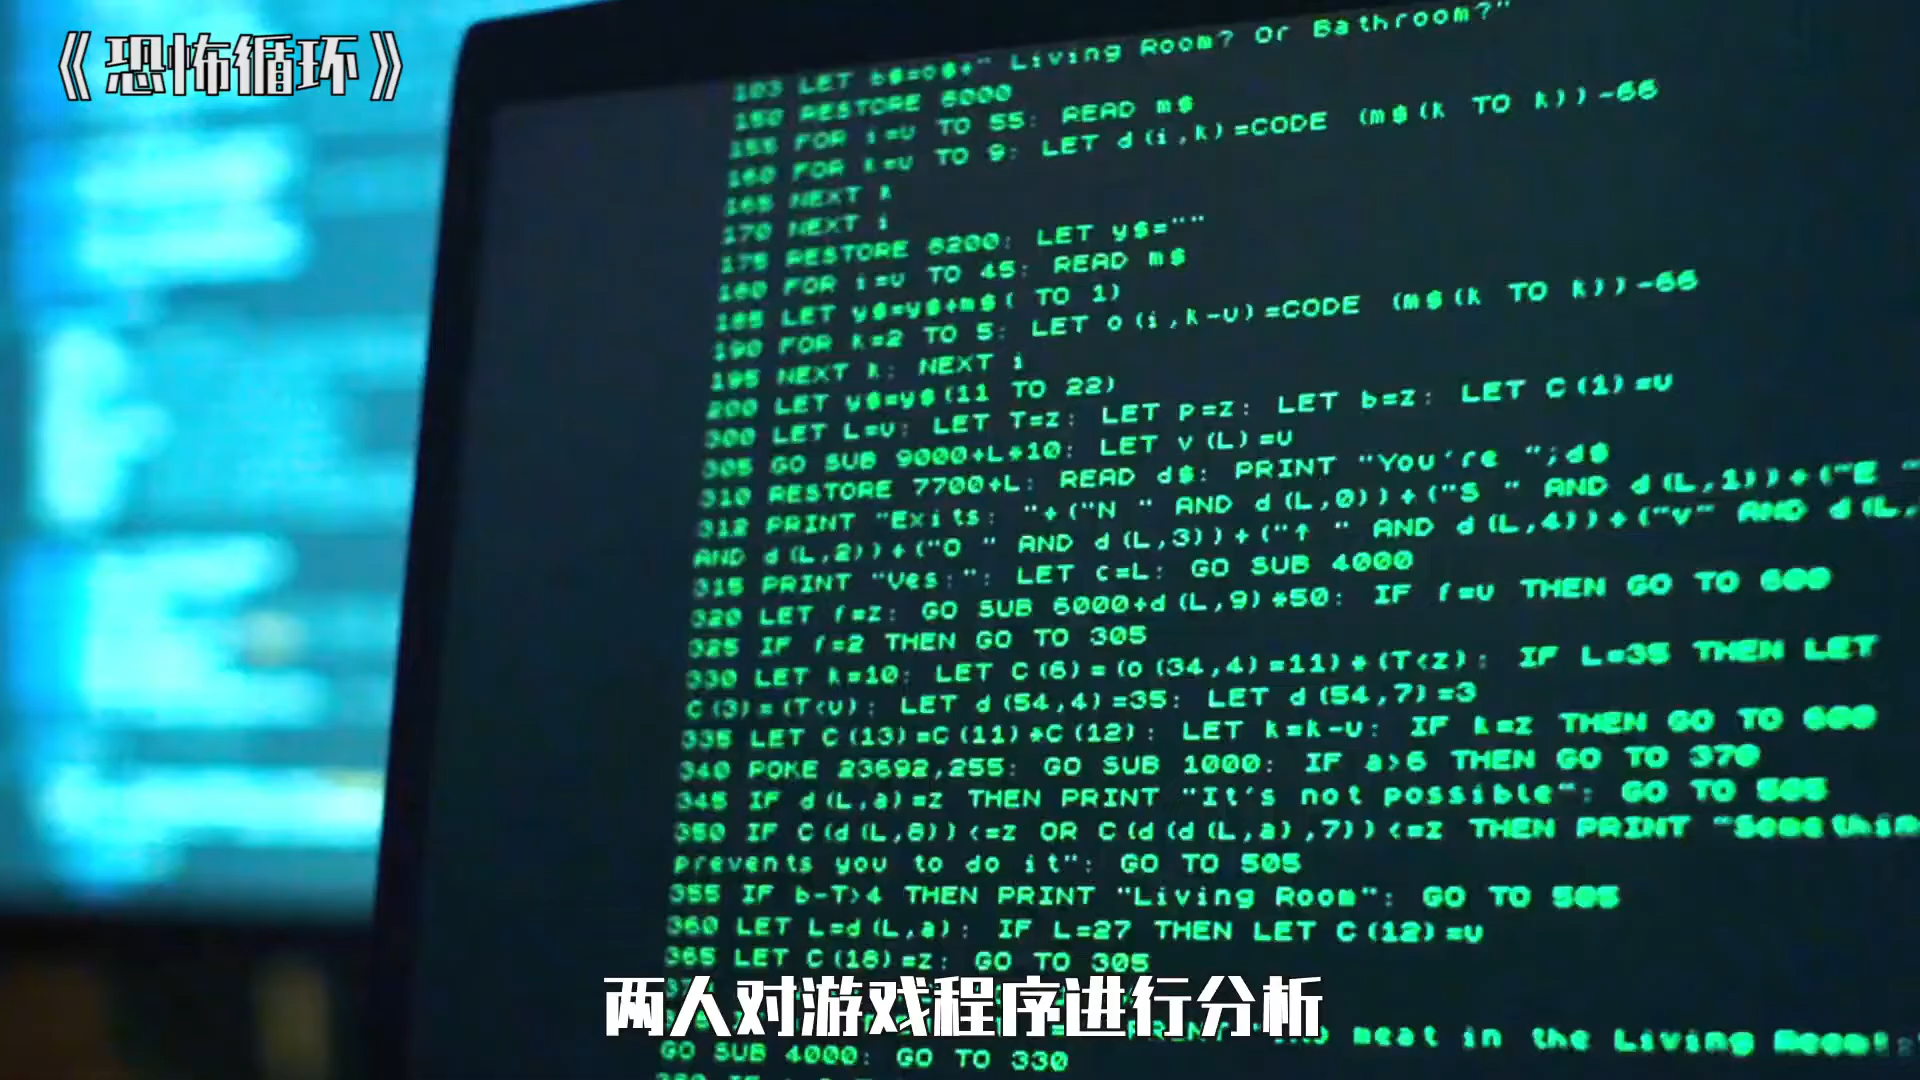 《恐怖循环》
103 LET b$=o$+" Living Room? Or Bathroom?"
150 RESTORE 6000
155 FOR i=u TO 55: READ m$
160 FOR k=u TO 9: LET d(i,k)=CODE (m$(k TO k))-66
165 NEXT k
170 NEXT i
175 RESTORE 6200: LET y$=""
180 FOR i=u TO 45: READ m$
185 LET y$=y$+m$( TO 1)
190 FOR k=2 TO 5: LET o(i,k-u)=CODE (m$(k TO k))-66
195 NEXT k: NEXT i
200 LET y$=y$(11 TO 22)
300 LET L=u: LET T=z: LET p=z: LET b=z: LET C(1)=u
305 GO SUB 9000+L*10: LET v(L)=u
310 RESTORE 7700+L: READ d$: PRINT "You're ";d$
312 PRINT "Exits: "+("N " AND d(L,0))+("S " AND d(L,1))+("E "
AND d(L,2))+("O " AND d(L,3))+("↑ " AND d(L,4))+("v" AND d(L,
315 PRINT "Ves:": LET c=L: GO SUB 4000
320 LET f=z: GO SUB 6000+d(L,9)*50: IF f=u THEN GO TO 600
325 IF f=2 THEN GO TO 305
330 LET k=10: LET C(6)=(o(34,4)=11)*(T<z): IF L=35 THEN LET
C(3)=(T<u): LET d(54,4)=35: LET d(54,7)=3
335 LET C(13)=C(11)*C(12): LET k=k-u: IF k=z THEN GO TO 600
340 POKE 23692,255: GO SUB 1000: IF a>6 THEN GO TO 370
345 IF d(L,a)=z THEN PRINT "It's not possible": GO TO 505
350 IF C(d(L,8))<=z OR C(d(d(L,a),7))<=z THEN PRINT "Somethin
prevents you to do it": GO TO 505
355 IF b-T>4 THEN PRINT "Living Room": GO TO 505
360 LET L=d(L,a): IF L=27 THEN LET C(12)=u
365 LET C(18)=z: GO TO 305
两人对游戏程序进行分析
meat in the Living Room!
GO SUB 4000: GO TO 330